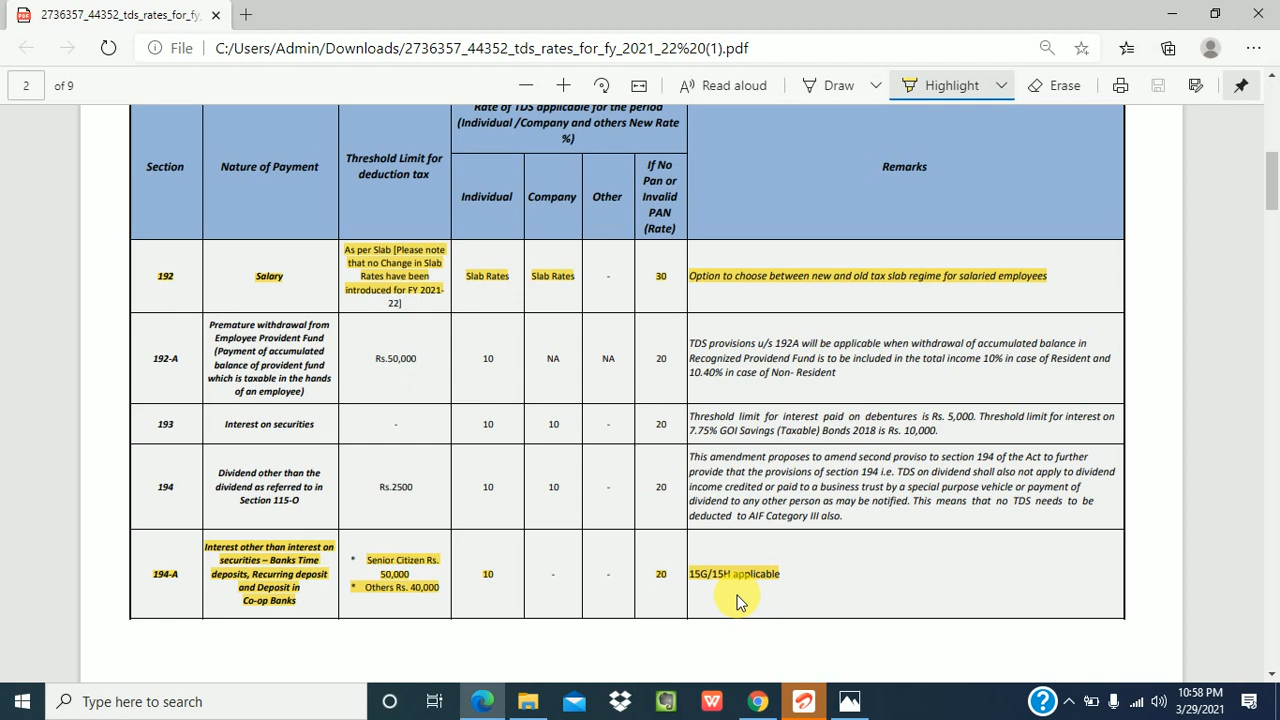 2736357_44352_tds_rates_for_fy_
File
C:/Users/Admin/Downloads/2736357_44352_tds_rates_for_fy_2021_22%20(1).pdf
2
of 9
Read aloud
Draw
Highlight
Erase
Section
Nature of Payment
Threshold Limit for
deduction tax
Rate of TDS applicable for the period
(Individual /Company and others New Rate
%)
Individual
Company
Other
If No
Pan or
Invalid
PAN
(Rate)
Remarks
192
Salary
As per Slab [Please note
that no Change in Slab
Rates have been
introduced for FY 2021-
22]
Slab Rates
Slab Rates
-
30
Option to choose between new and old tax slab regime for salaried employees
192-A
Premature withdrawal from
Employee Provident Fund
(Payment of accumulated
balance of provident fund
which is taxable in the hands
of an employee)
Rs.50,000
10
NA
NA
20
TDS provisions u/s 192A will be applicable when withdrawal of accumulated balance in
Recognized Providend Fund is to be included in the total income 10% in case of Resident and
10.40% in case of Non- Resident
193
Interest on securities
-
10
10
-
20
Threshold limit for interest paid on debentures is Rs. 5,000. Threshold limit for interest on
7.75% GOI Savings (Taxable) Bonds 2018 is Rs. 10,000.
194
Dividend other than the
dividend as referred to in
Section 115-O
Rs.2500
10
10
-
20
This amendment proposes to amend second proviso to section 194 of the Act to further
provide that the provisions of section 194 i.e. TDS on dividend shall also not apply to dividend
income credited or paid to a business trust by a special purpose vehicle or payment of
dividend to any other person as may be notified. This means that no TDS needs to be
deducted to AIF Category III also.
194-A
Interest other than interest on
securities – Banks Time
deposits, Recurring deposit
and Deposit in
Co-op Banks
* Senior Citizen Rs.
50,000
* Others Rs. 40,000
10
-
-
20
15G/15H applicable
Type here to search
10:58 PM
3/29/2021